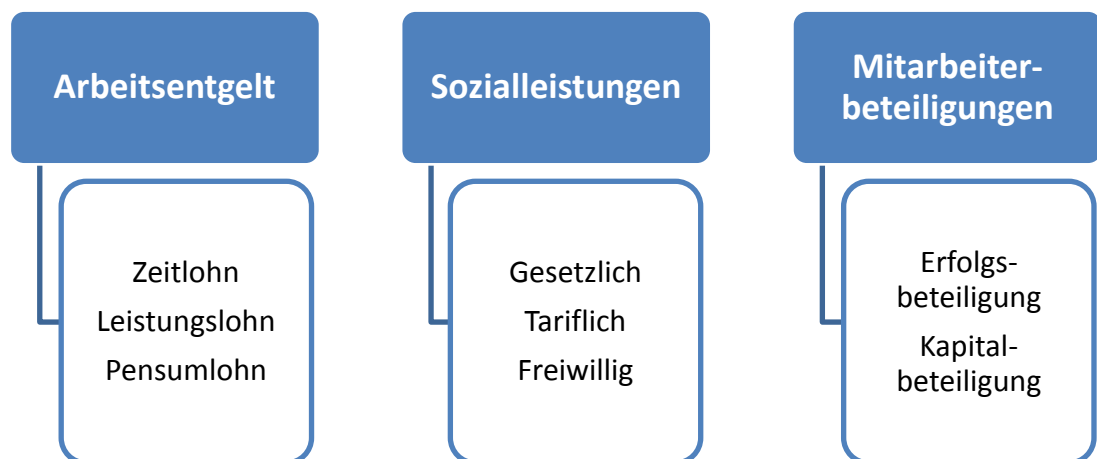 Arbeitsentgelt
Zeitlohn
Leistungslohn
Pensumlohn
Sozialleistungen
Gesetzlich
Tariflich
Freiwillig
Mitarbeiter-
beteiligungen
Erfolgs-
beteiligung
Kapital-
beteiligung